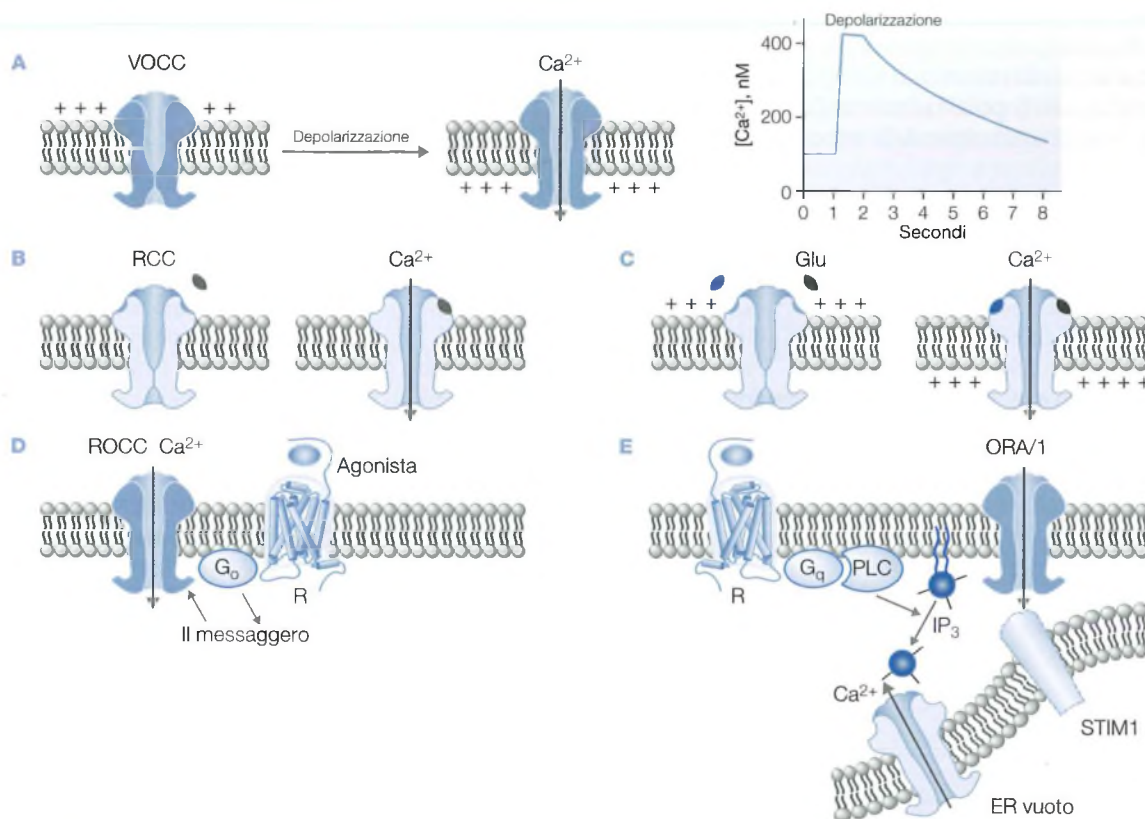 A
VOCC
+ + +
+ +
Depolarizzazione
Ca2+
+ + +
+ + +
Depolarizzazione
[Ca2+], nM
400
200
0
0 1 2 3 4 5 6 7 8
Secondi
B
RCC
Ca2+
C
Glu
+ + +
+ + +
Ca2+
+ + +
+ + + +
D
ROCC Ca2+
Agonista
Go
R
II messaggero
E
ORA/1
R
Gq
PLC
IP3
Ca2+
STIM1
ER vuoto